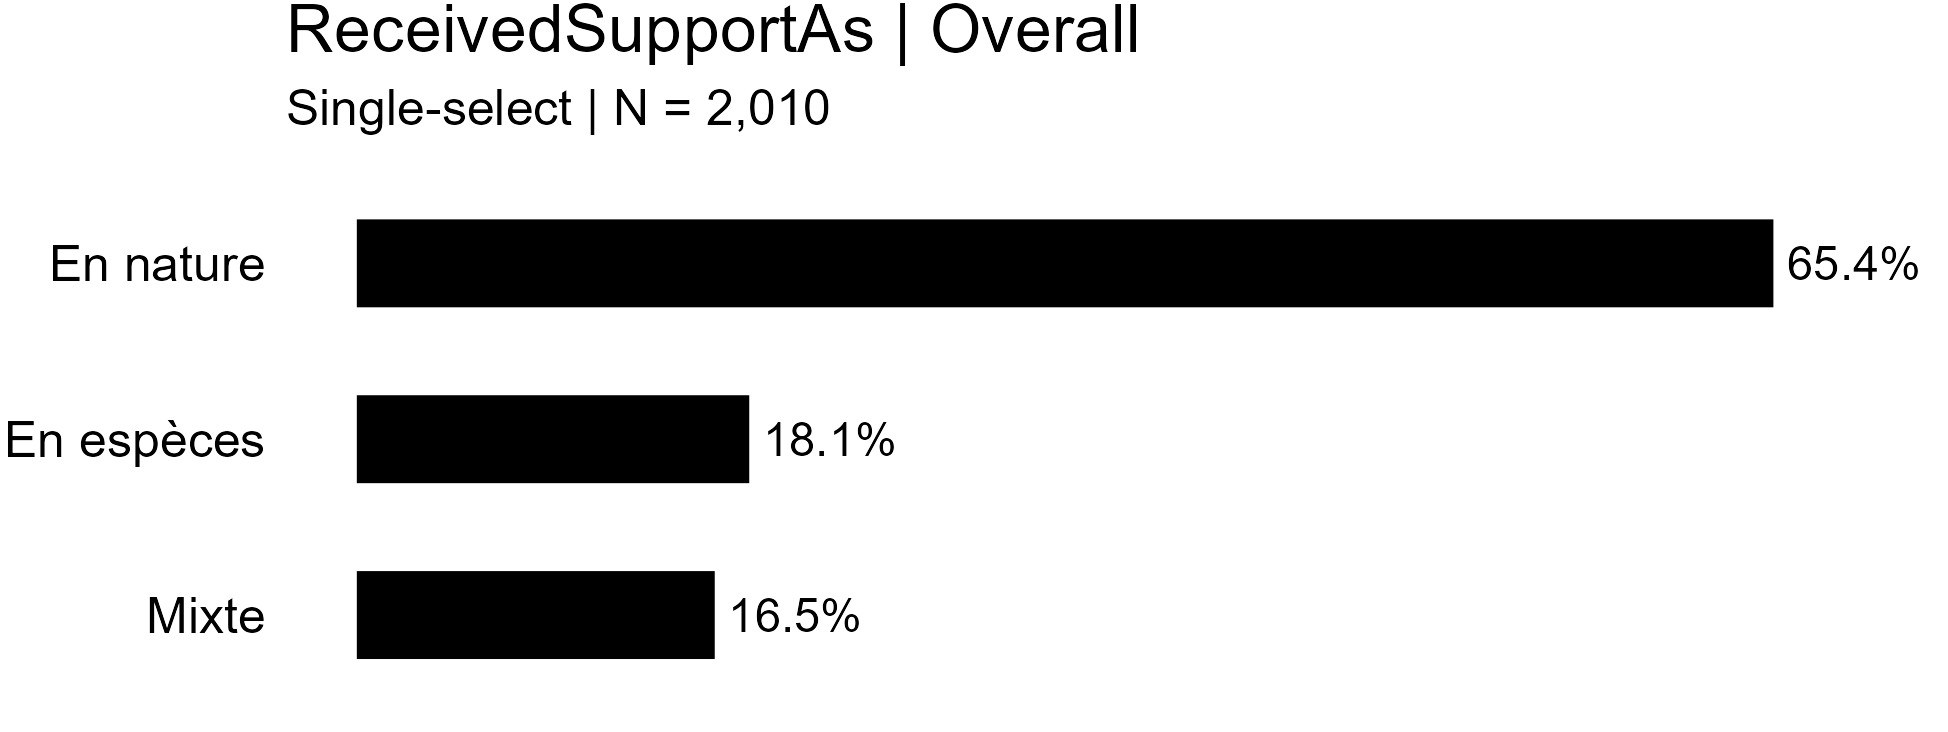 ReceivedSupportAs | Overall
Single-select | N = 2,010
En nature 65.4%
En espèces 18.1%
Mixte 16.5%